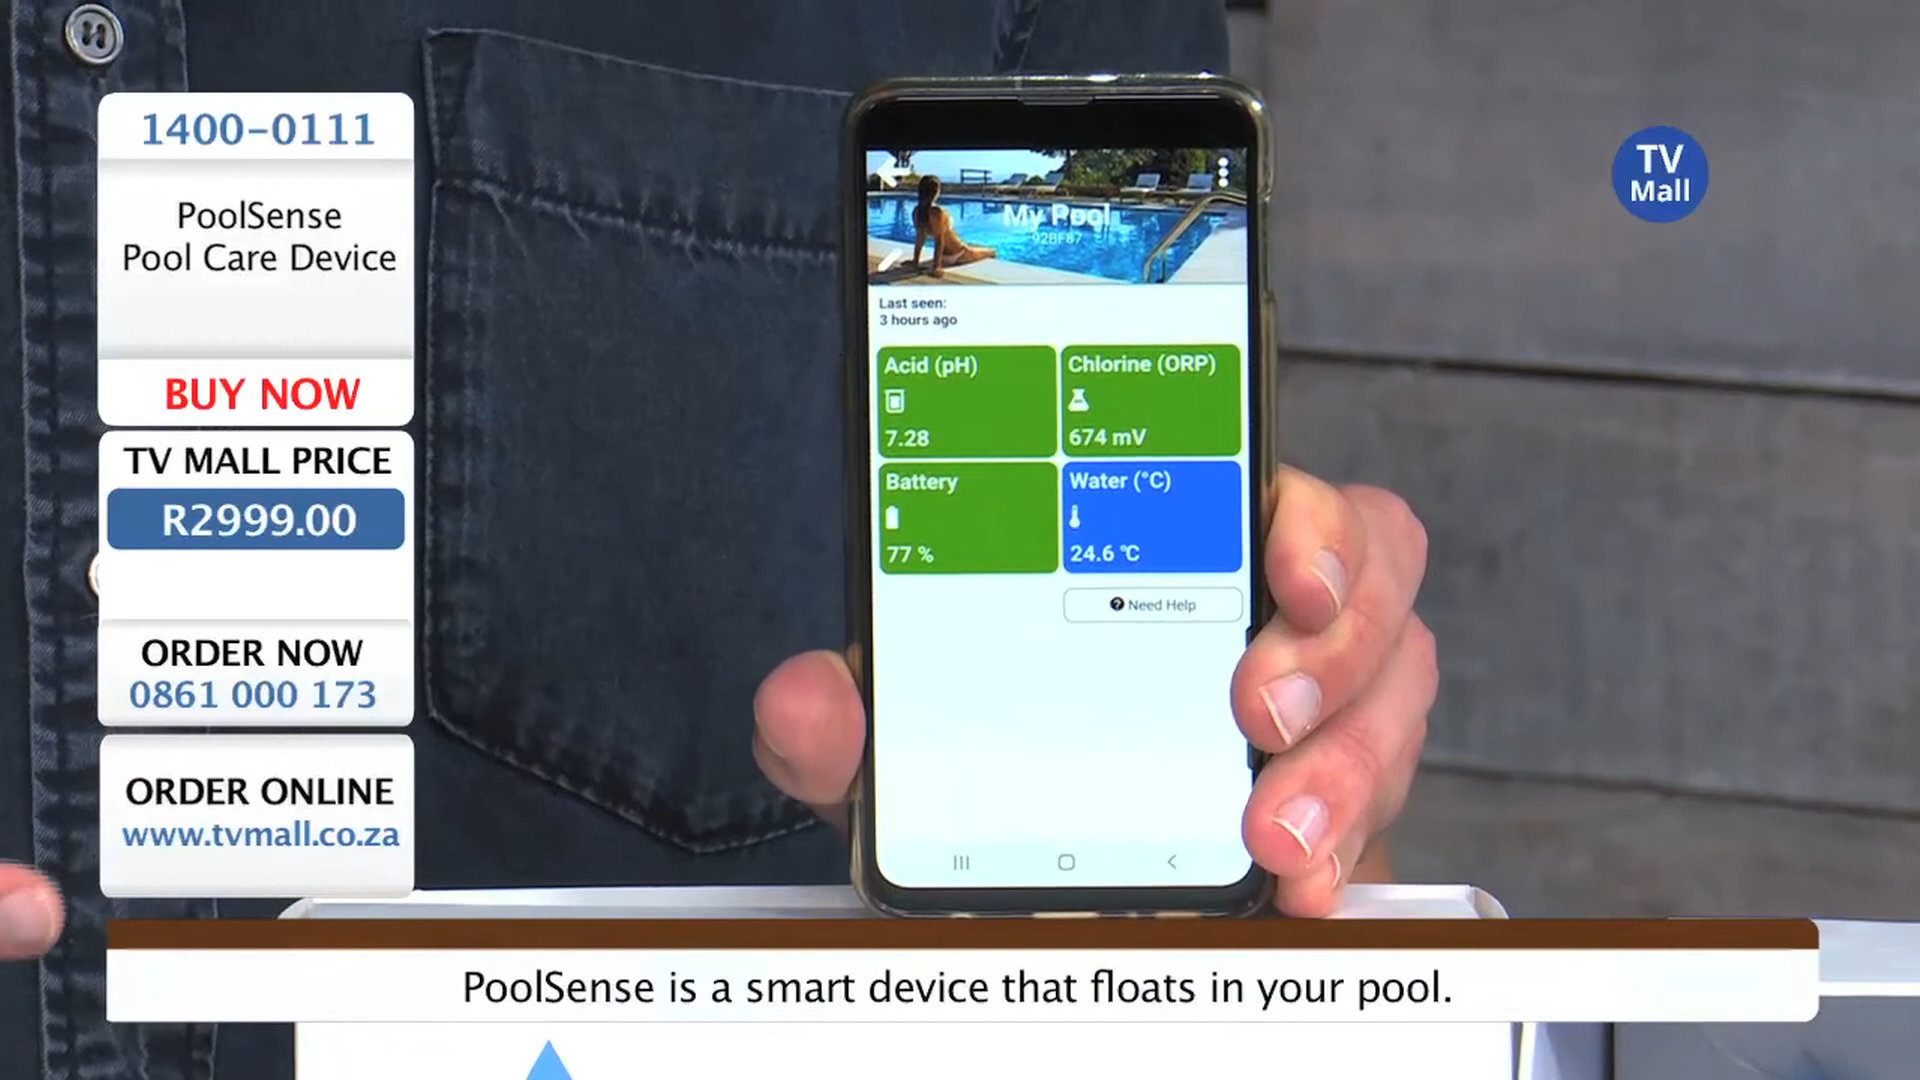 1400-0111
PoolSense
Pool Care Device
BUY NOW
TV MALL PRICE
R2999.00
ORDER NOW
0861 000 173
ORDER ONLINE
www.tvmall.co.za
TV
Mall
My Pool
92BF87
Last seen:
3 hours ago
Acid (pH)
7.28
Chlorine (ORP)
674 mV
Battery
77 %
Water (°C)
24.6 °C
Need Help
PoolSense is a smart device that floats in your pool.